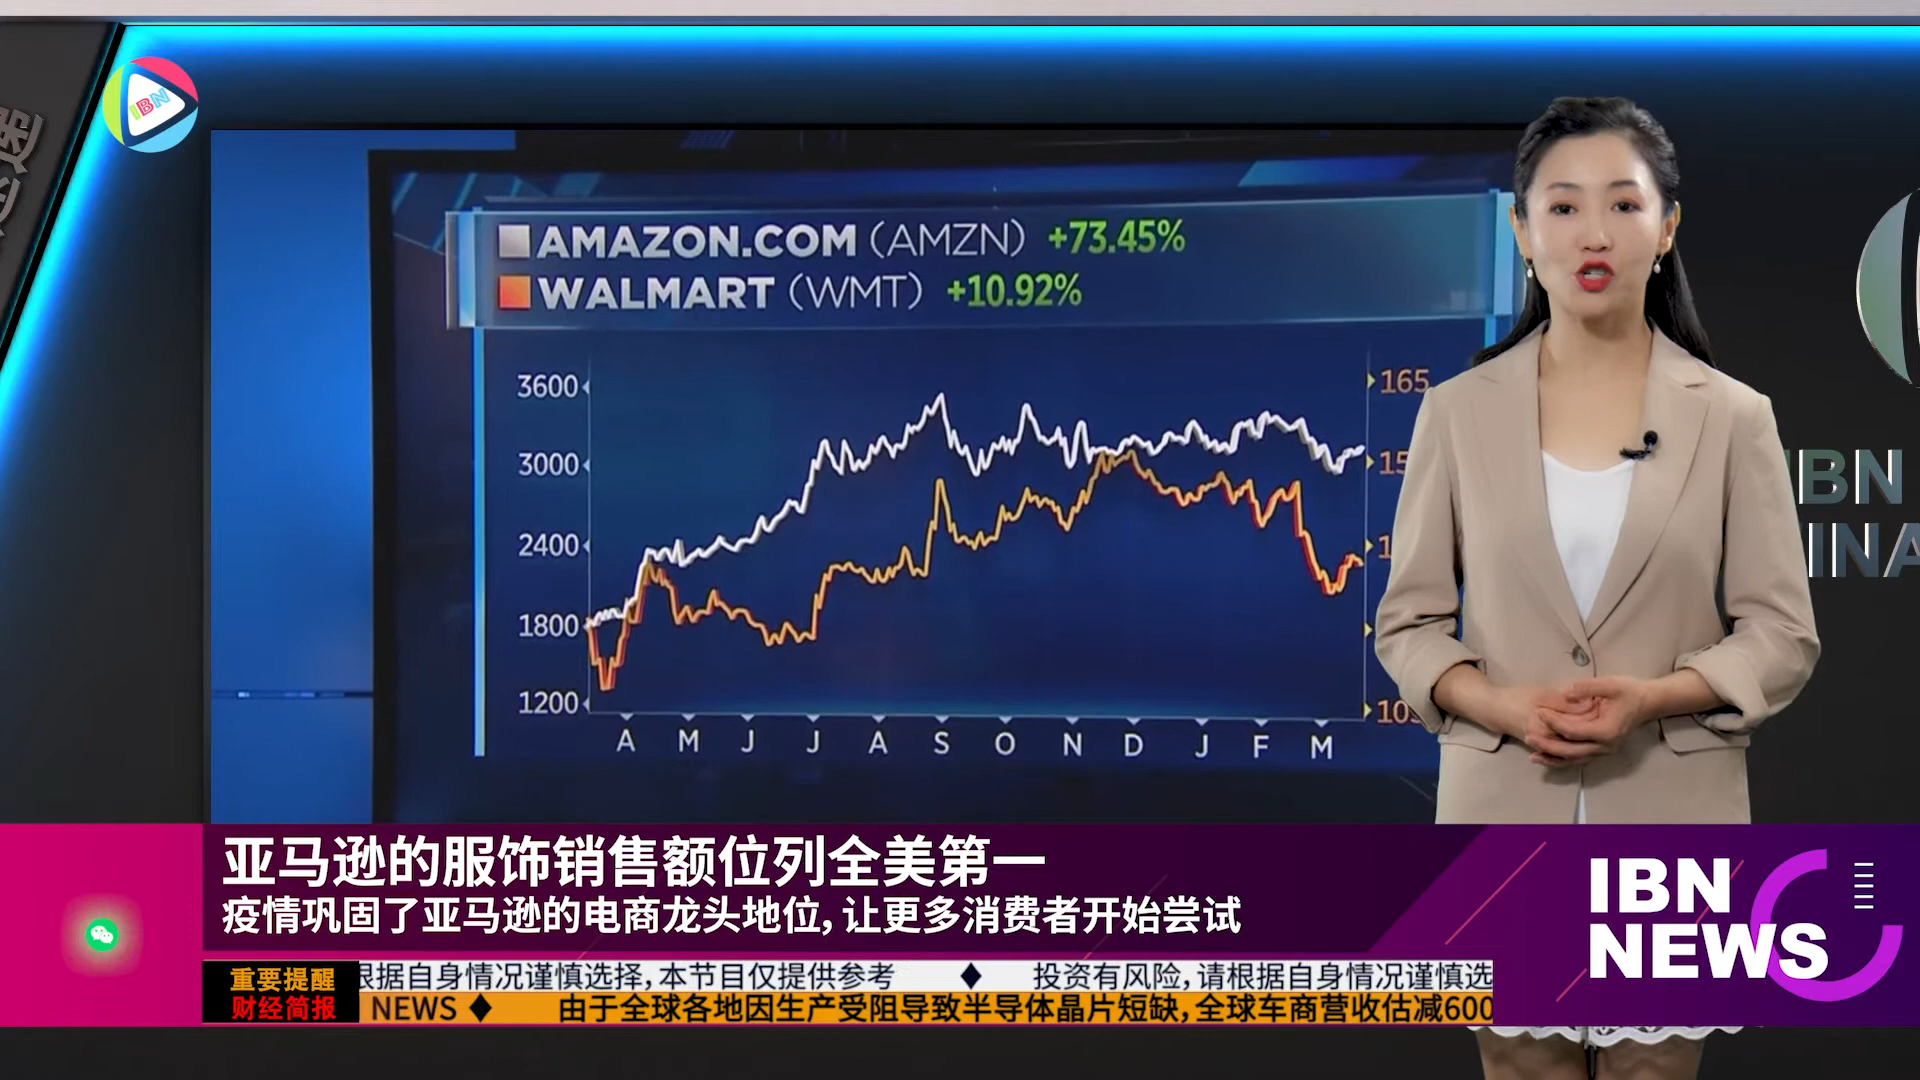 IBN
AMAZON.COM (AMZN) +73.45%
WALMART (WMT) +10.92%
3600
3000
2400
1800
1200
165
A M J J A S O N D J F M
IBN
亚马逊的服饰销售额位列全美第一
疫情巩固了亚马逊的电商龙头地位,让更多消费者开始尝试
IBN
NEWS
重要提醒
根据自身情况谨慎选择,本节目仅提供参考 ◆ 投资有风险,请根据自身情况谨慎选
财经简报
NEWS ◆ 由于全球各地因生产受阻导致半导体晶片短缺,全球车商营收估减600